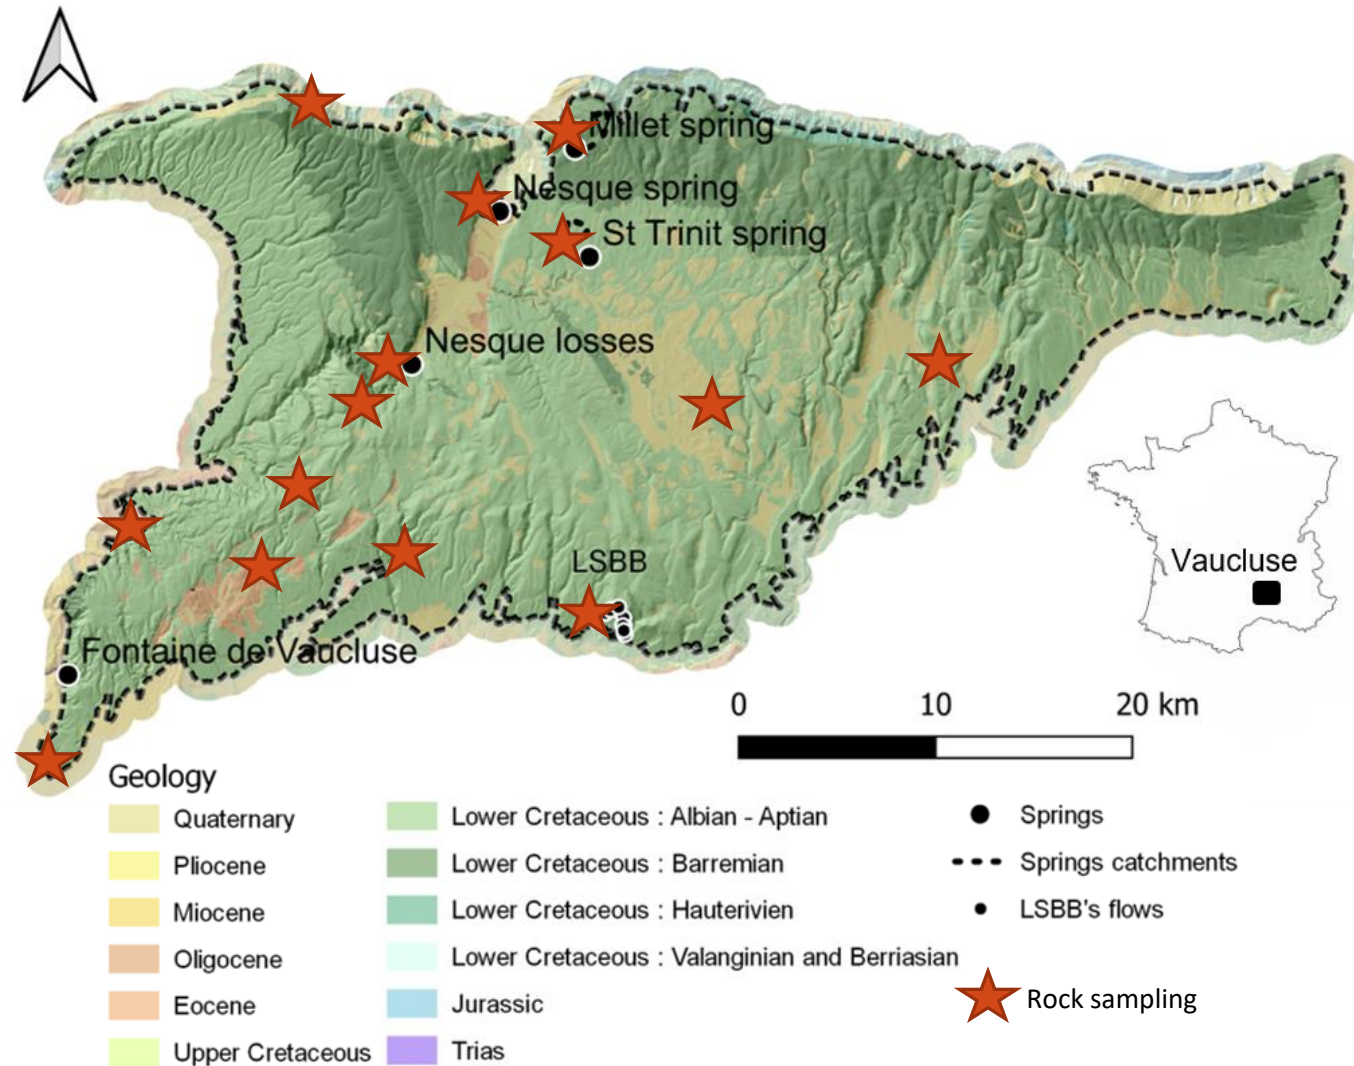 Millet spring
Nesque spring
St Trinit spring
Nesque losses
LSBB
Vaucluse
Fontaine de Vaucluse
0 10 20 km
Geology
Quaternary
Pliocene
Miocene
Oligocene
Eocene
Upper Cretaceous
Lower Cretaceous : Albian - Aptian
Lower Cretaceous : Barremian
Lower Cretaceous : Hauterivien
Lower Cretaceous : Valanginian and Berriasian
Jurassic
Trias
Springs
Springs catchments
LSBB's flows
Rock sampling